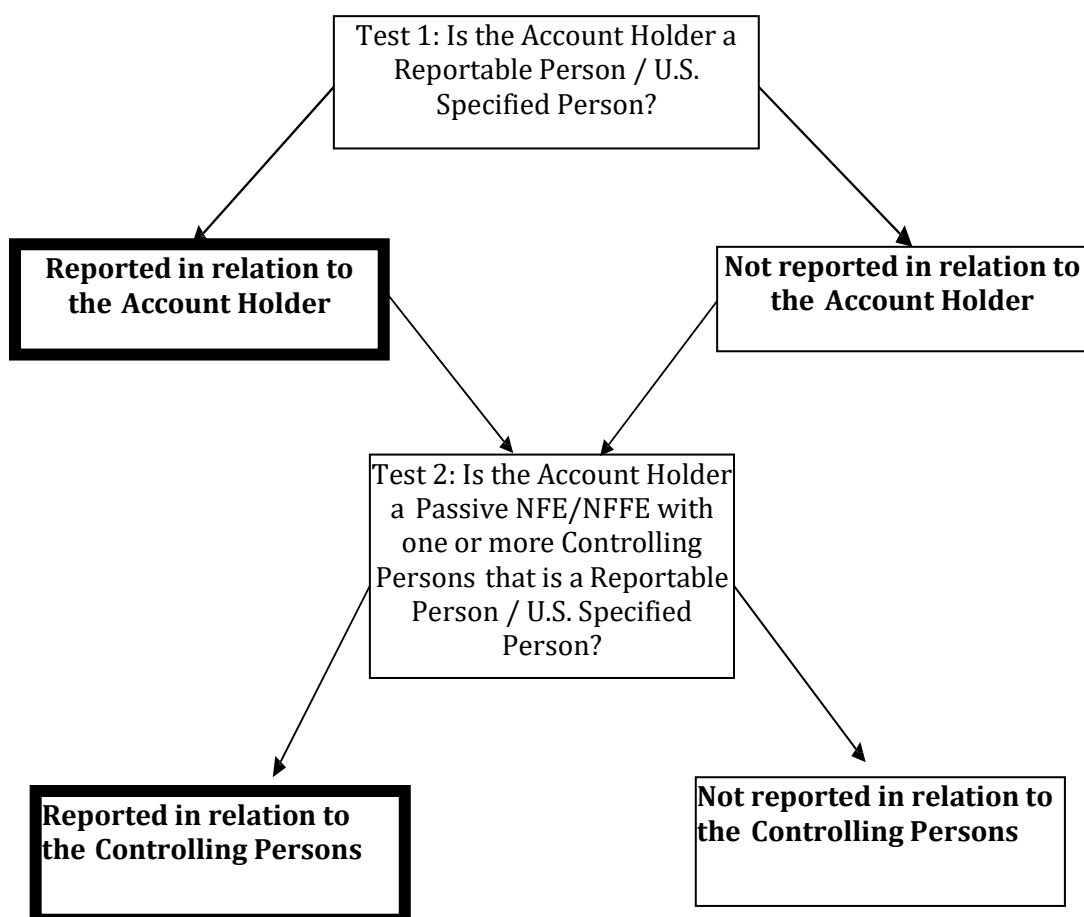 Test 1: Is the Account Holder a
Reportable Person / U.S.
Specified Person?
Reported in relation to
the Account Holder
Not reported in relation to
the Account Holder
Test 2: Is the Account Holder
a Passive NFE/NFFE with
one or more Controlling
Persons that is a Reportable
Person / U.S. Specified
Person?
Reported in relation to
the Controlling Persons
Not reported in relation to
the Controlling Persons